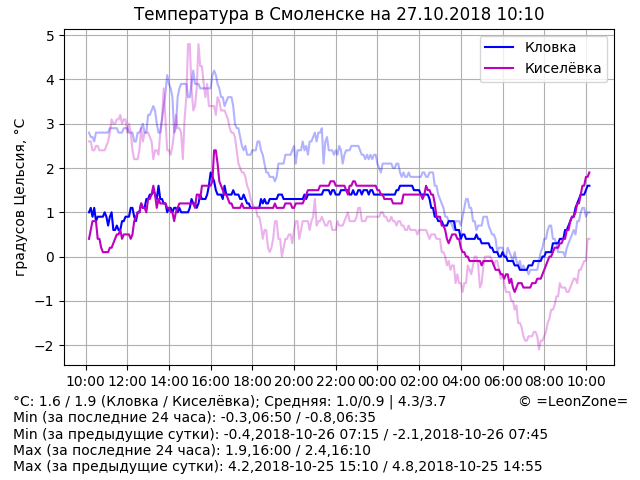 Температура в Смоленске на 27.10.2018 10:10
Кловка
Киселёвка
градусов Цельсия, °C
5
4
3
2
1
0
−1
−2
10:00 12:00 14:00 16:00 18:00 20:00 22:00 00:00 02:00 04:00 06:00 08:00 10:00
°C: 1.6 / 1.9 (Кловка / Киселёвка); Средняя: 1.0/0.9 | 4.3/3.7 © =LeonZone=
Min (за последние 24 часа): -0.3,06:50 / -0.8,06:35
Min (за предыдущие сутки): -0.4,2018-10-26 07:15 / -2.1,2018-10-26 07:45
Max (за последние 24 часа): 1.9,16:00 / 2.4,16:10
Max (за предыдущие сутки): 4.2,2018-10-25 15:10 / 4.8,2018-10-25 14:55